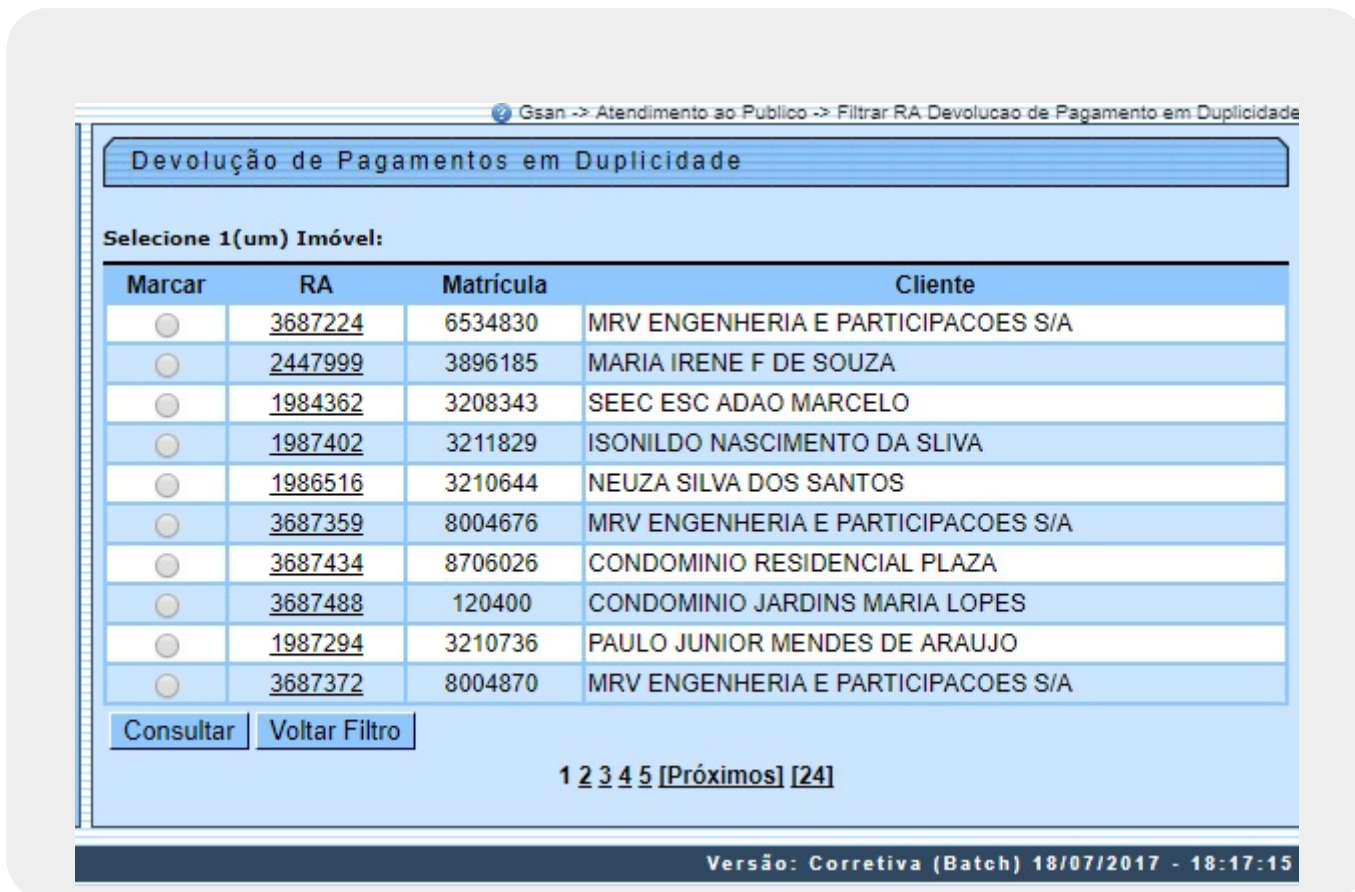 Gsan -> Atendimento ao Publico -> Filtrar RA Devolucao de Pagamento em Duplicidade
Devolução de Pagamentos em Duplicidade
Selecione 1(um) Imóvel:
Marcar RA Matrícula Cliente
3687224 6534830 MRV ENGENHERIA E PARTICIPACOES S/A
2447999 3896185 MARIA IRENE F DE SOUZA
1984362 3208343 SEEC ESC ADAO MARCELO
1987402 3211829 ISONILDO NASCIMENTO DA SLIVA
1986516 3210644 NEUZA SILVA DOS SANTOS
3687359 8004676 MRV ENGENHERIA E PARTICIPACOES S/A
3687434 8706026 CONDOMINIO RESIDENCIAL PLAZA
3687488 120400 CONDOMINIO JARDINS MARIA LOPES
1987294 3210736 PAULO JUNIOR MENDES DE ARAUJO
3687372 8004870 MRV ENGENHERIA E PARTICIPACOES S/A
Consultar Voltar Filtro
1 2 3 4 5 [Próximos] [24]
Versão: Corretiva (Batch) 18/07/2017 - 18:17:15